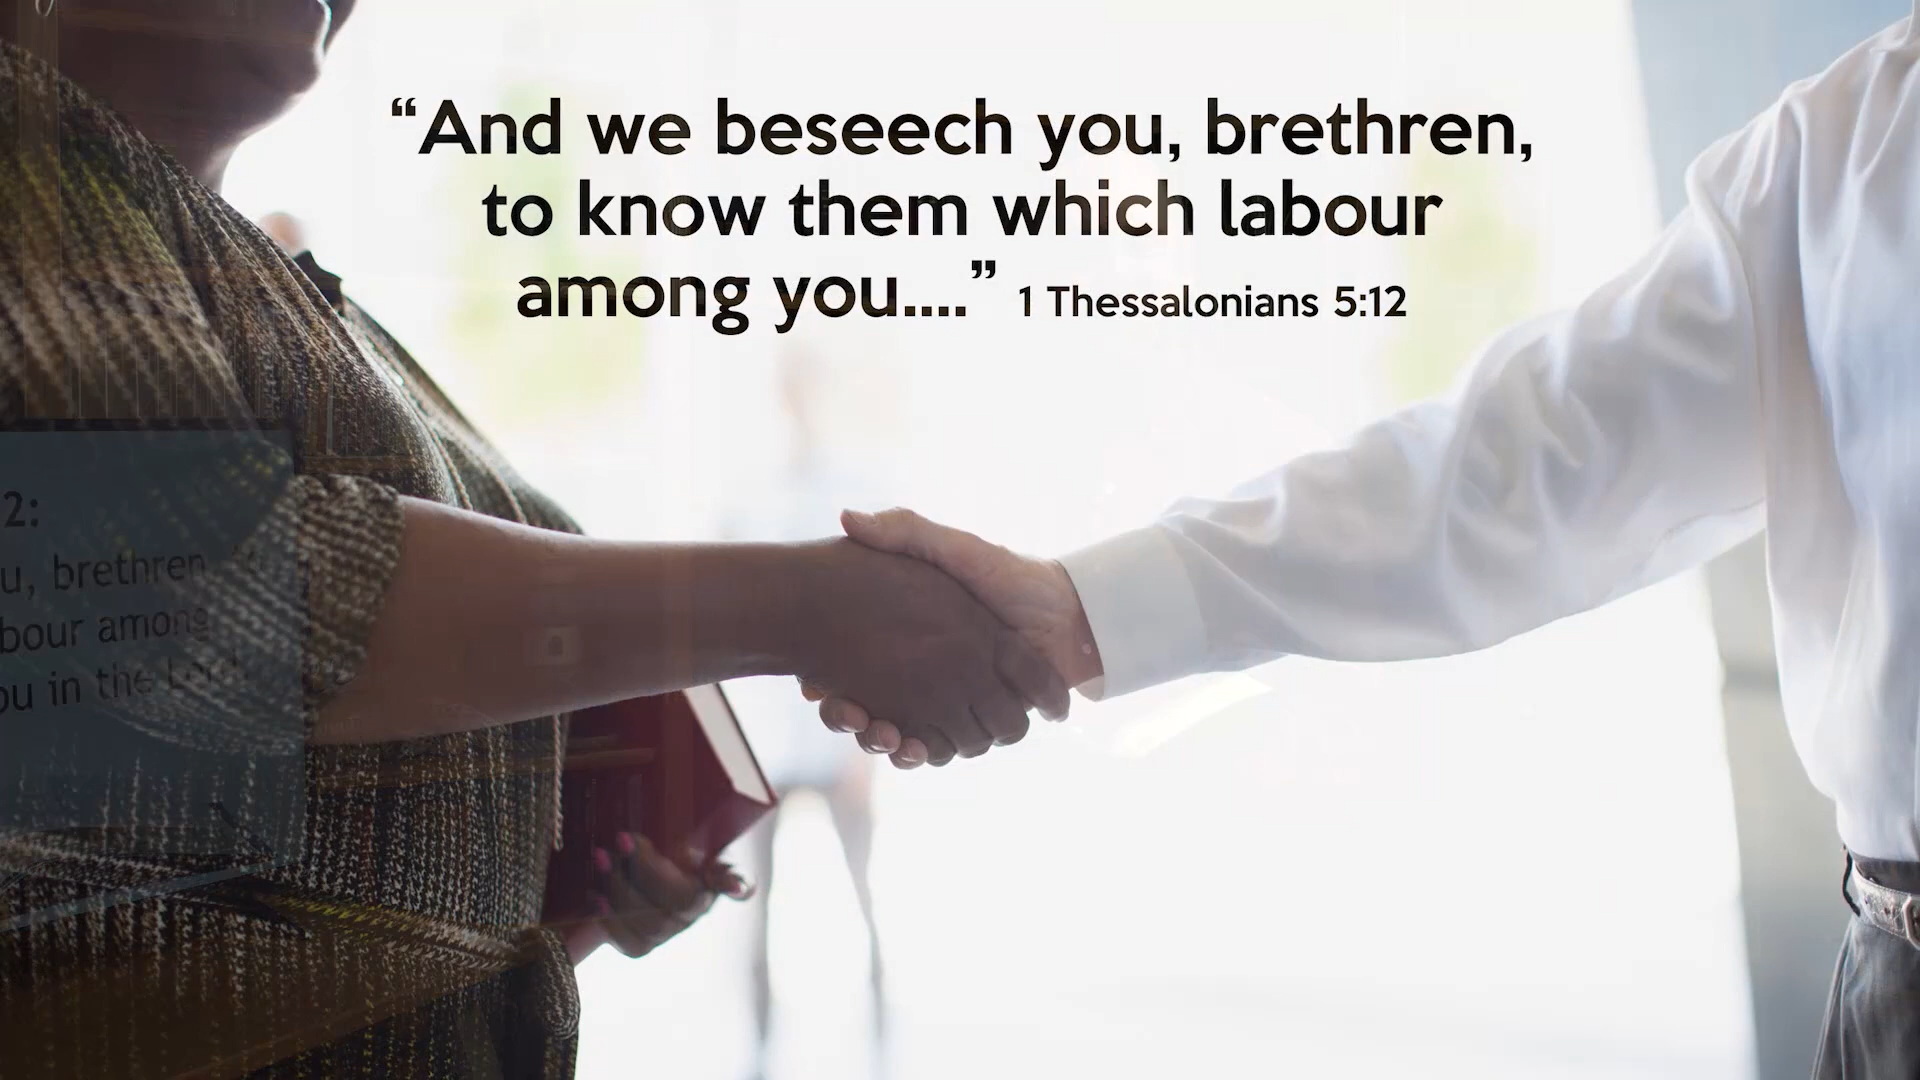 “And we beseech you, brethren,
to know them which labour
among you....” 1 Thessalonians 5:12
2:
u, brethren
bour among
ou in the Lord